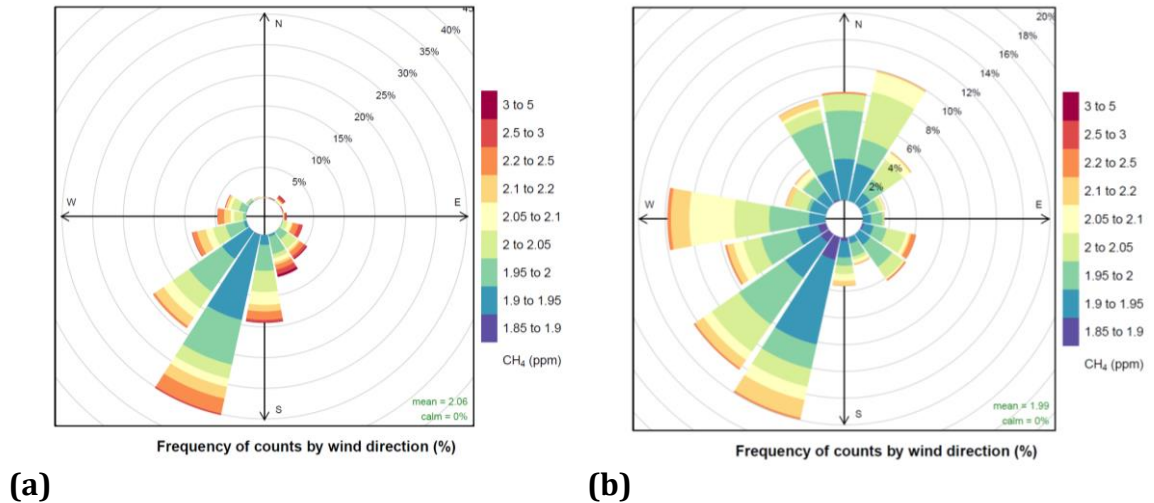 N
45
40%
35%
30%
25%
20%
15%
10%
5%
W
E
S
mean = 2.06
calm = 0%
3 to 5
2.5 to 3
2.2 to 2.5
2.1 to 2.2
2.05 to 2.1
2 to 2.05
1.95 to 2
1.9 to 1.95
1.85 to 1.9
CH₄ (ppm)
Frequency of counts by wind direction (%)
(a)
N
20%
18%
16%
14%
12%
10%
8%
6%
4%
2%
W
E
S
mean = 1.99
calm = 0%
3 to 5
2.5 to 3
2.2 to 2.5
2.1 to 2.2
2.05 to 2.1
2 to 2.05
1.95 to 2
1.9 to 1.95
1.85 to 1.9
CH₄ (ppm)
Frequency of counts by wind direction (%)
(b)